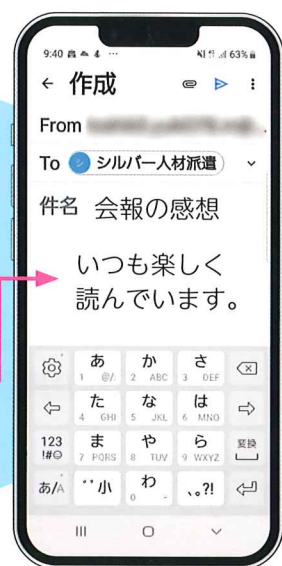 9:40 63%
作成
From
To シ シルバー人材派遣
件名 会報の感想
いつも楽しく
読んでいます。
あ 1 @/: か 2 ABC さ 3 DEF
た 4 GHI な 5 JKL は 6 MNO
123 !#☺ ま 7 PQRS や 8 TUV ら 9 WXYZ 変換
あ/A 小 わ 0 、。?!